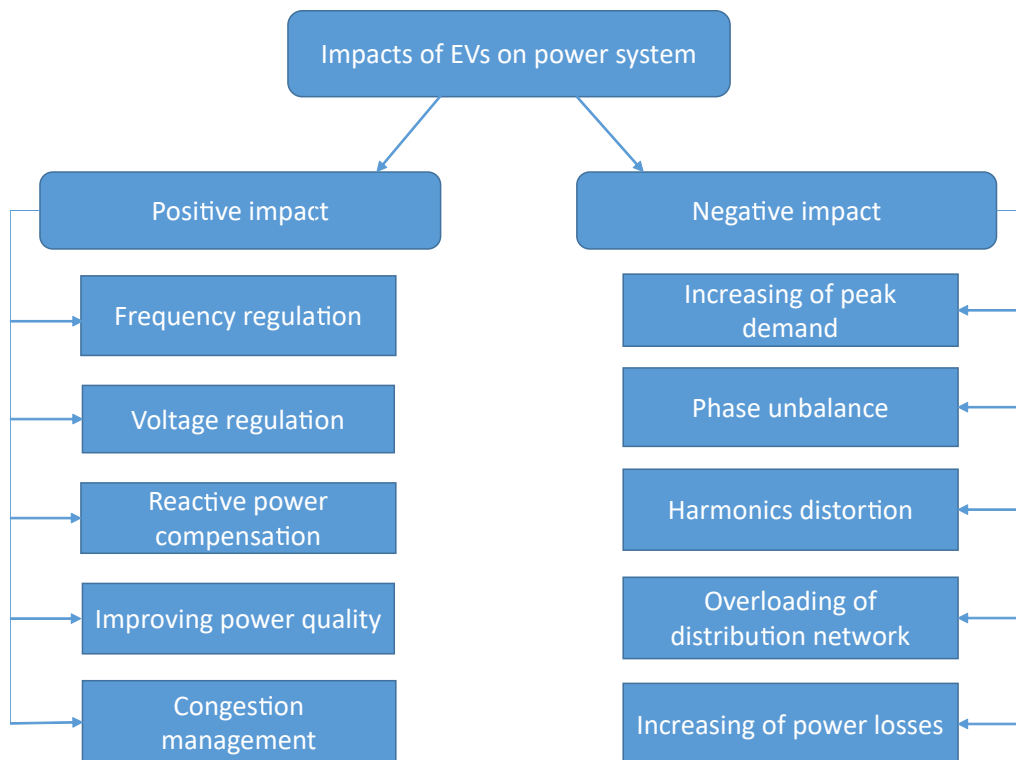 Impacts of EVs on power system
Positive impact
Negative impact
Frequency regulation
Voltage regulation
Reactive power
compensation
Improving power quality
Congestion
management
Increasing of peak
demand
Phase unbalance
Harmonics distortion
Overloading of
distribution network
Increasing of power losses